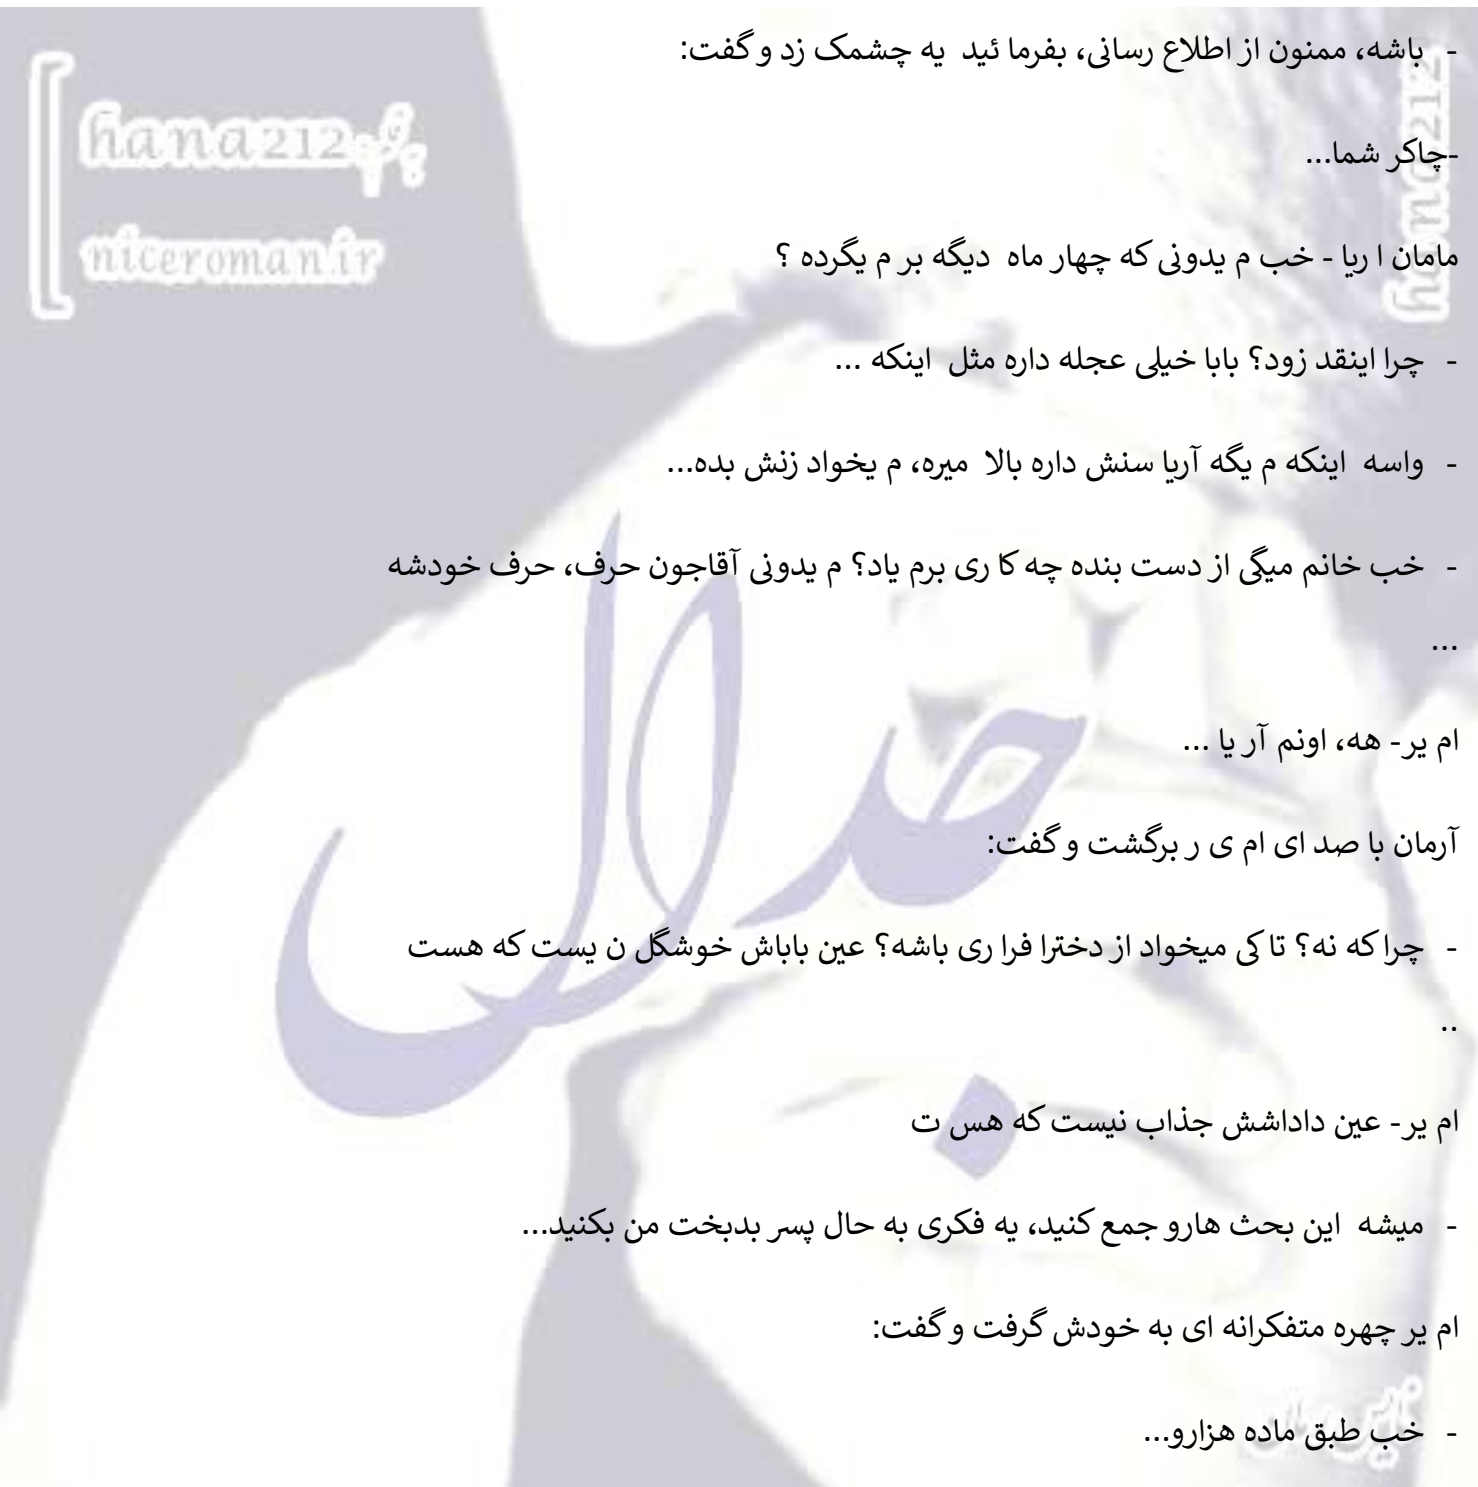 - باشه، ممنون از اطلاع رسانی، بفرما ئید یه چشمک زد و گفت:
hana212
hana212
-چاکر شما...
niceroman.ir
مامان ا ریا - خب م یدونی که چهار ماه دیگه بر م یگرده ؟
- چرا اینقد زود؟ بابا خیلی عجله داره مثل اینکه ...
- واسه اینکه م یگه آریا سنش داره بالا میره، م یخواد زنش بده...
- خب خانم میگی از دست بنده چه کا ری برم یاد؟ م یدونی آقاجون حرف، حرف خودشه
...
ام یر- هه، اونم آر یا ...
آرمان با صد ای ام ی ر برگشت و گفت:
جدال
- چرا که نه؟ تا کی میخواد از دخترا فرا ری باشه؟ عین باباش خوشگل ن یست که هست
..
ام یر- عین داداشش جذاب نیست که هس ت
- میشه این بحث هارو جمع کنید، یه فکری به حال پسر بدبخت من بکنید...
ام یر چهره متفکرانه ای به خودش گرفت و گفت:
- خب طبق ماده هزارو...